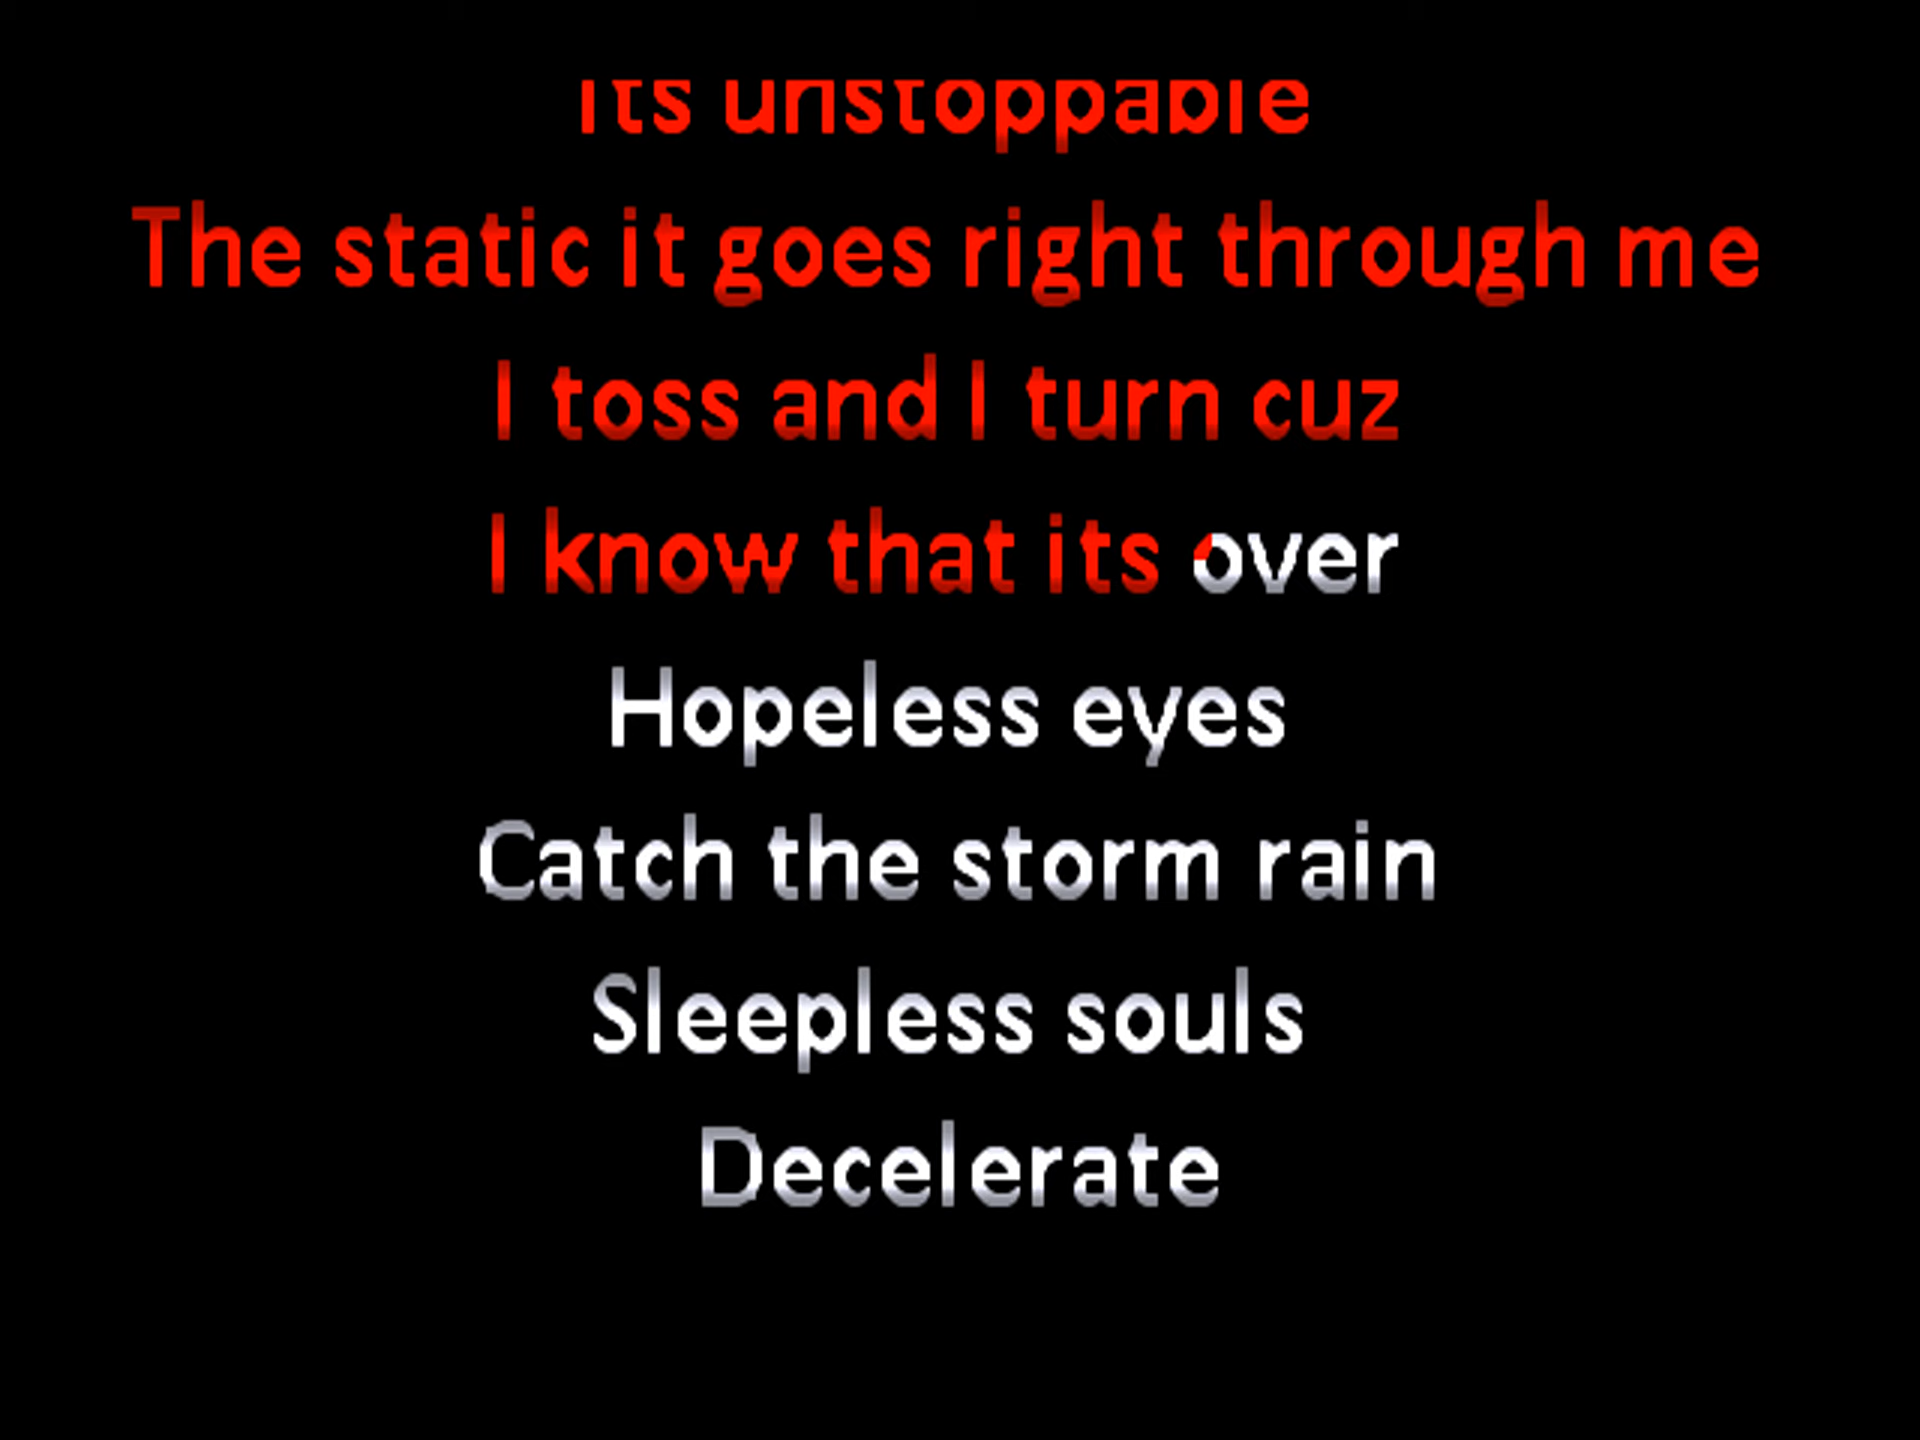 Its unstoppable
The static it goes right through me
I toss and I turn cuz
I know that its over
Hopeless eyes
Catch the storm rain
Sleepless souls
Decelerate